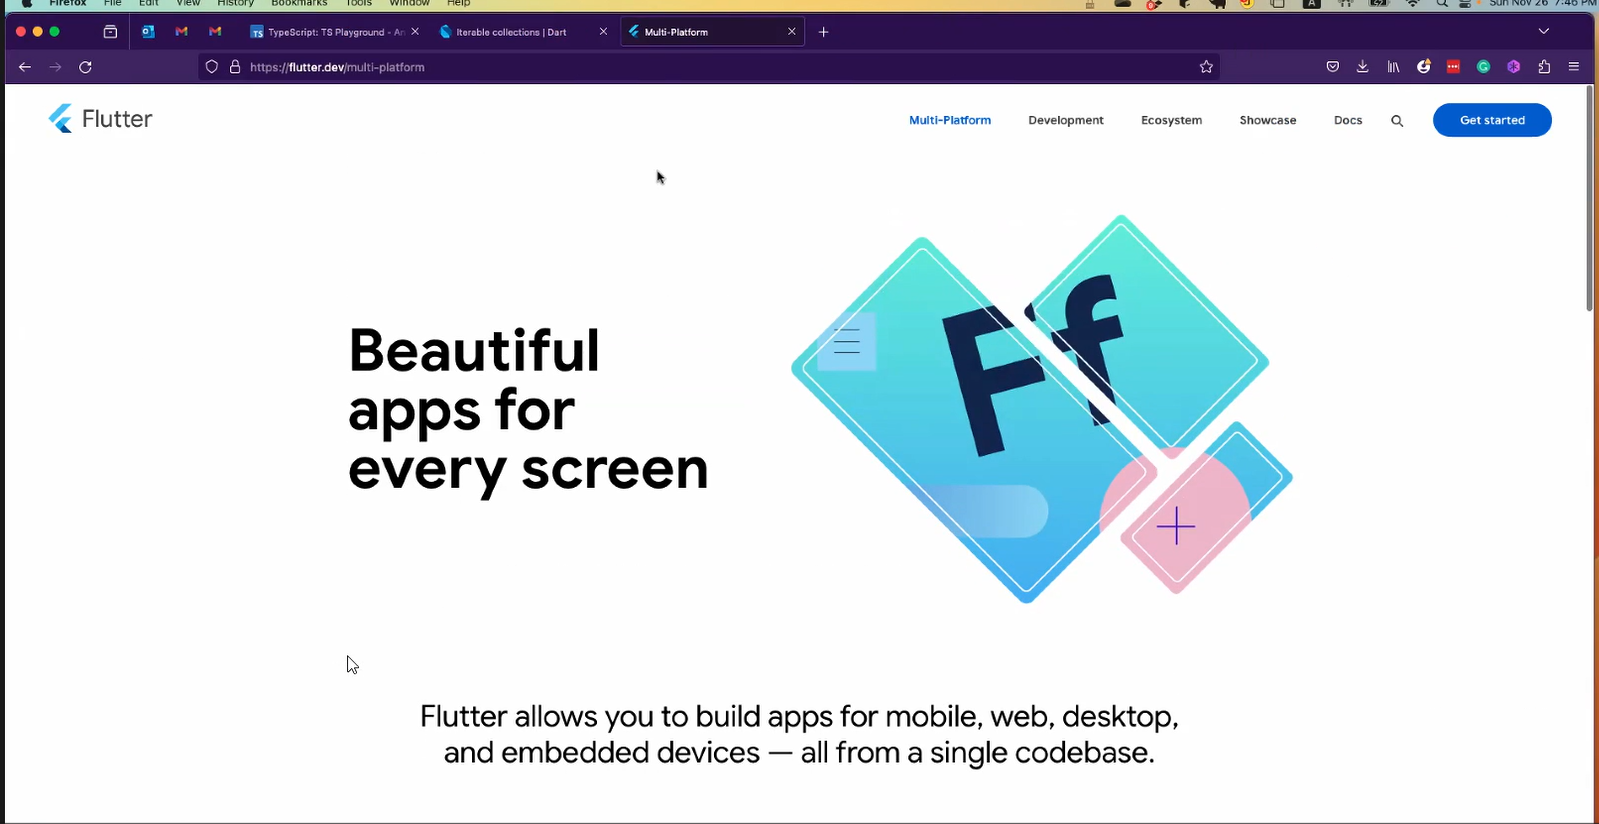 Firefox File Edit View History Bookmarks Tools Window Help
Sun Nov 26 7:46 PM
TS TypeScript: TS Playground - An
Iterable collections | Dart
Multi-Platform
https://flutter.dev/multi-platform
Flutter
Multi-Platform Development Ecosystem Showcase Docs Get started
Beautiful
apps for
every screen
Ff
Flutter allows you to build apps for mobile, web, desktop,
and embedded devices — all from a single codebase.